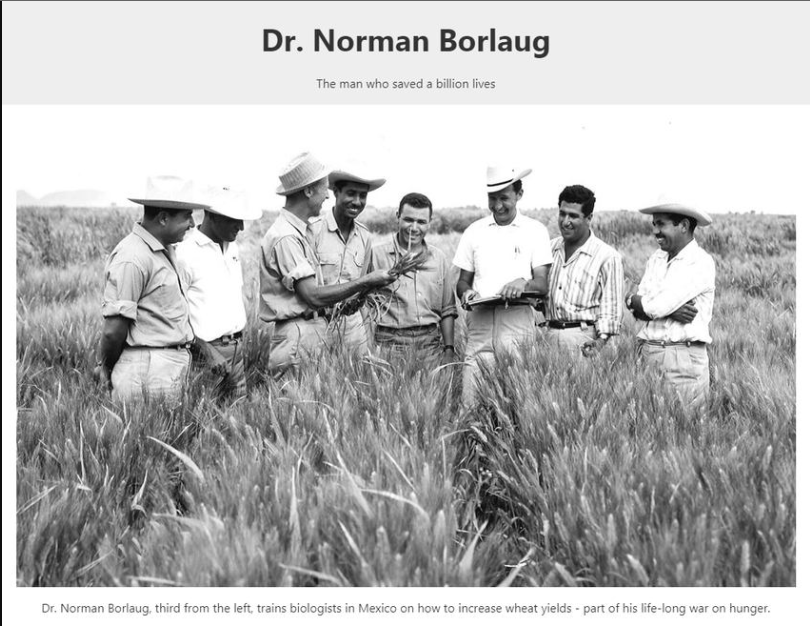 Dr. Norman Borlaug
The man who saved a billion lives
Dr. Norman Borlaug, third from the left, trains biologists in Mexico on how to increase wheat yields - part of his life-long war on hunger.